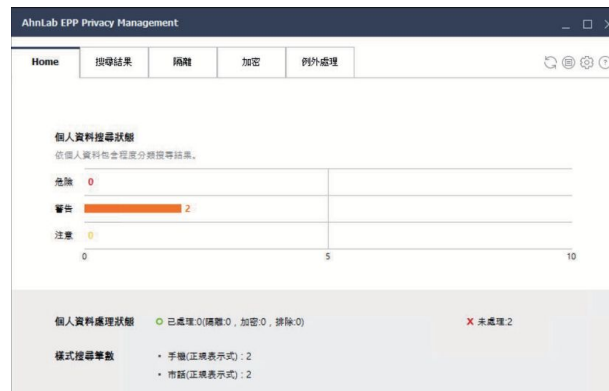 AhnLab EPP Privacy Management
Home 搜尋結果 隔離 加密 例外處理
個人資料搜尋狀態
依個人資料包含程度分類搜尋結果。
危險 0
警告 2
注意 0
0 5 10
個人資料處理狀態 已處理:0(隔離:0 , 加密:0 , 排除:0) X 未處理:2
樣式搜尋筆數 • 手機(正規表示式) : 2
• 市話(正規表示式) : 2